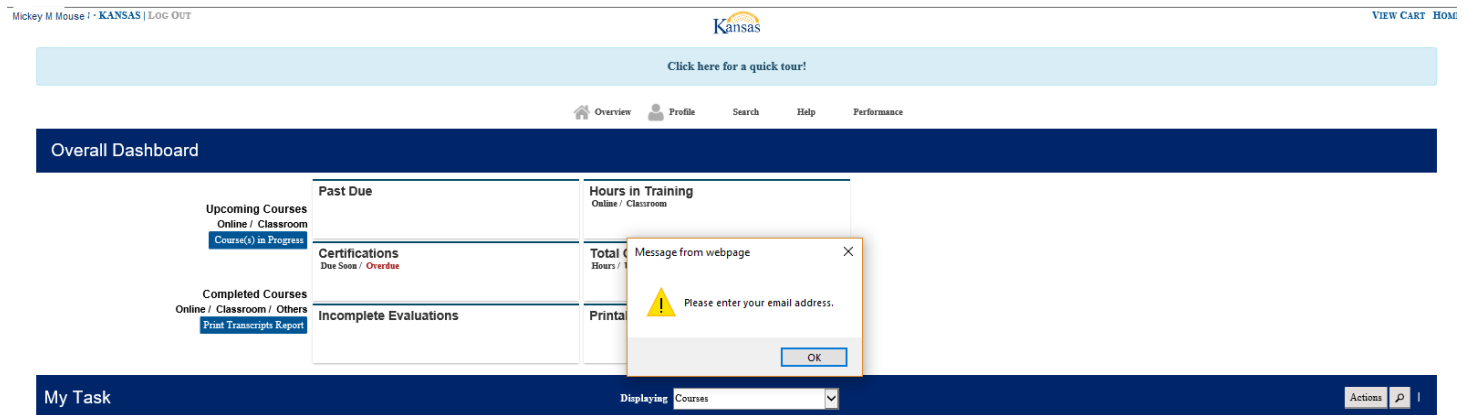 Mickey M Mouse · KANSAS | LOG OUT
Kansas
VIEW CART HOM
Click here for a quick tour!
Overview Profile Search Help Performance
Overall Dashboard
Upcoming Courses
Online / Classroom
Course(s) in Progress
Completed Courses
Online / Classroom / Others
Print Transcripts Report
Past Due
Hours in Training
Online / Classroom
Certifications
Due Soon / Overdue
Total
Hours /
Incomplete Evaluations
Message from webpage
Please enter your email address.
OK
My Task
Displaying Courses
Actions